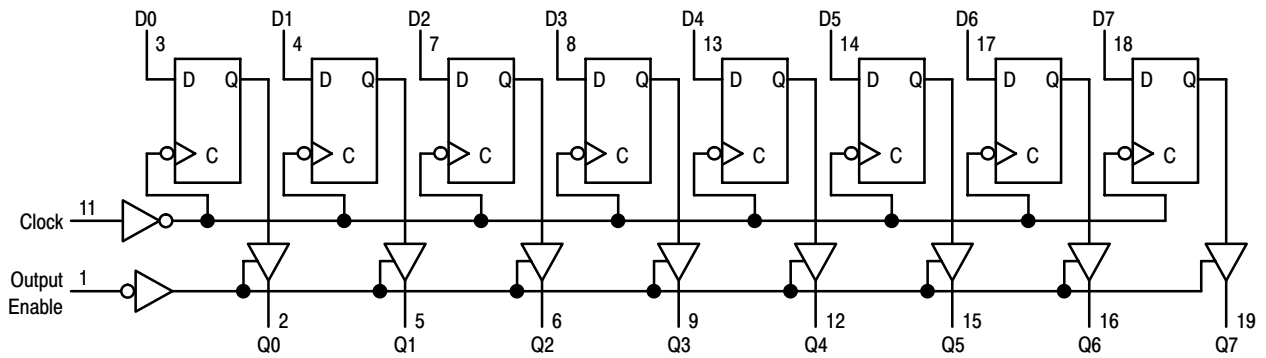 D0 D1 D2 D3 D4 D5 D6 D7
3 4 7 8 13 14 17 18
D Q D Q D Q D Q D Q D Q D Q D Q
C C C C C C C C
Clock 11
Output
Enable
1
2 5 6 9 12 15 16 19
Q0 Q1 Q2 Q3 Q4 Q5 Q6 Q7